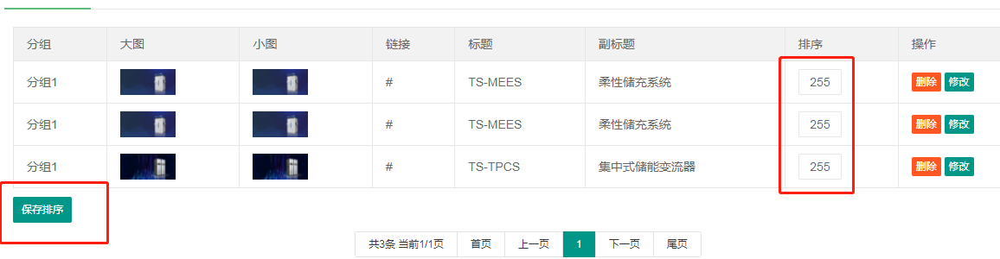 分组 大图 小图 链接 标题 副标题 排序 操作
分组1 # TS-MEES 柔性储充系统 255 删除 修改
分组1 # TS-MEES 柔性储充系统 255 删除 修改
分组1 # TS-TPCS 集中式储能变流器 255 删除 修改
保存排序
共3条 当前1/1页 首页 上一页 1 下一页 尾页